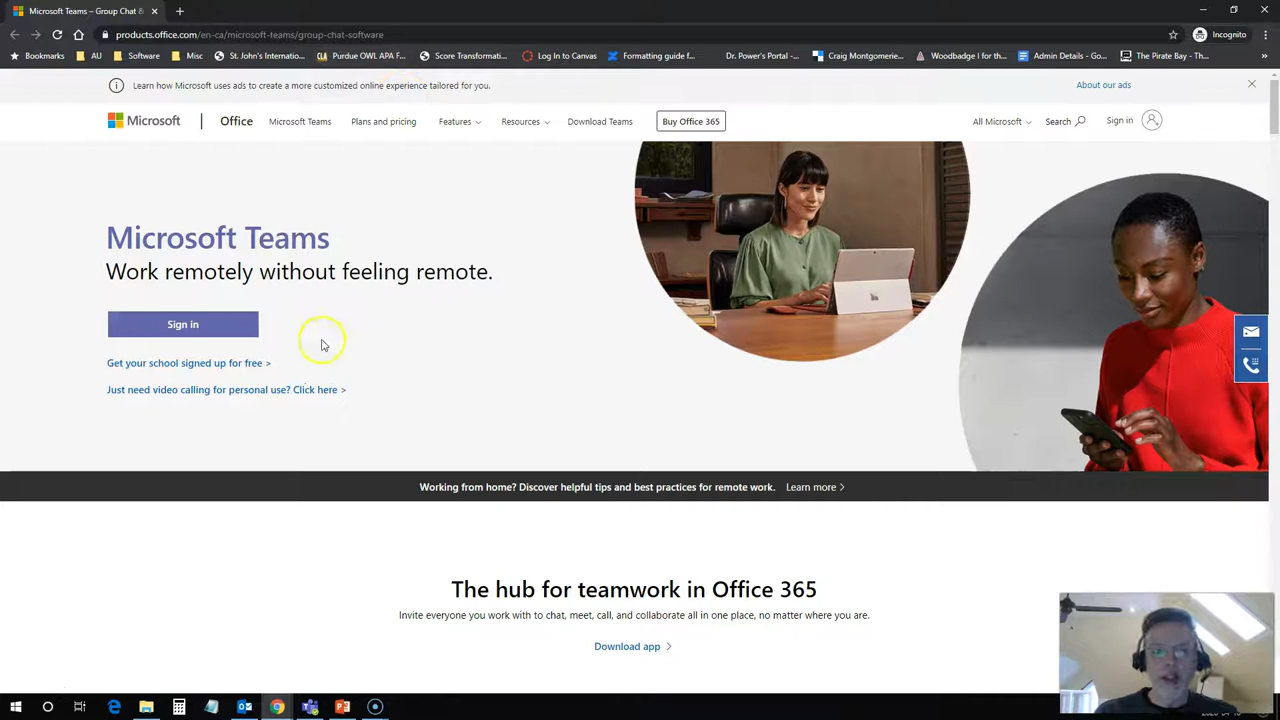 Microsoft Teams – Group Chat &
products.office.com/en-ca/microsoft-teams/group-chat-software
Incognito
Bookmarks AU Software Misc St. John's Internatio... Purdue OWL APA F... Score Transformatio... Log In to Canvas Formatting guide f... Dr. Power's Portal -... Craig Montgomerie... Woodbadge I for th... Admin Details - Go... The Pirate Bay - Th... »
Learn how Microsoft uses ads to create a more customized online experience tailored for you.
About our ads
Microsoft Office Microsoft Teams Plans and pricing Features Resources Download Teams Buy Office 365 All Microsoft Search Sign in
Microsoft Teams
Work remotely without feeling remote.
Sign in
Get your school signed up for free >
Just need video calling for personal use? Click here >
Working from home? Discover helpful tips and best practices for remote work. Learn more >
The hub for teamwork in Office 365
Invite everyone you work with to chat, meet, call, and collaborate all in one place, no matter where you are.
Download app >